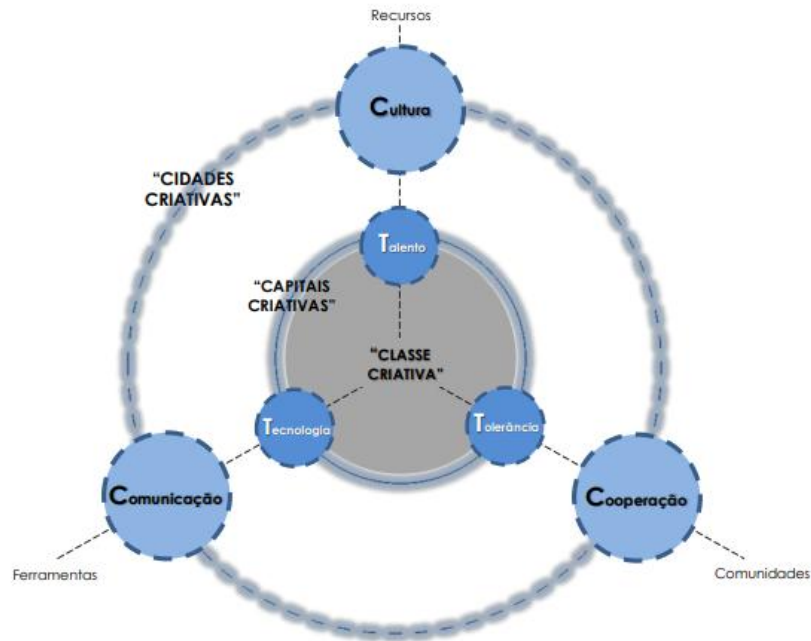 Recursos
Cultura
“CIDADES
CRIATIVAS”
Talento
“CAPITAIS
CRIATIVAS”
“CLASSE
CRIATIVA”
Tecnologia
Tolerância
Comunicação
Cooperação
Ferramentas
Comunidades